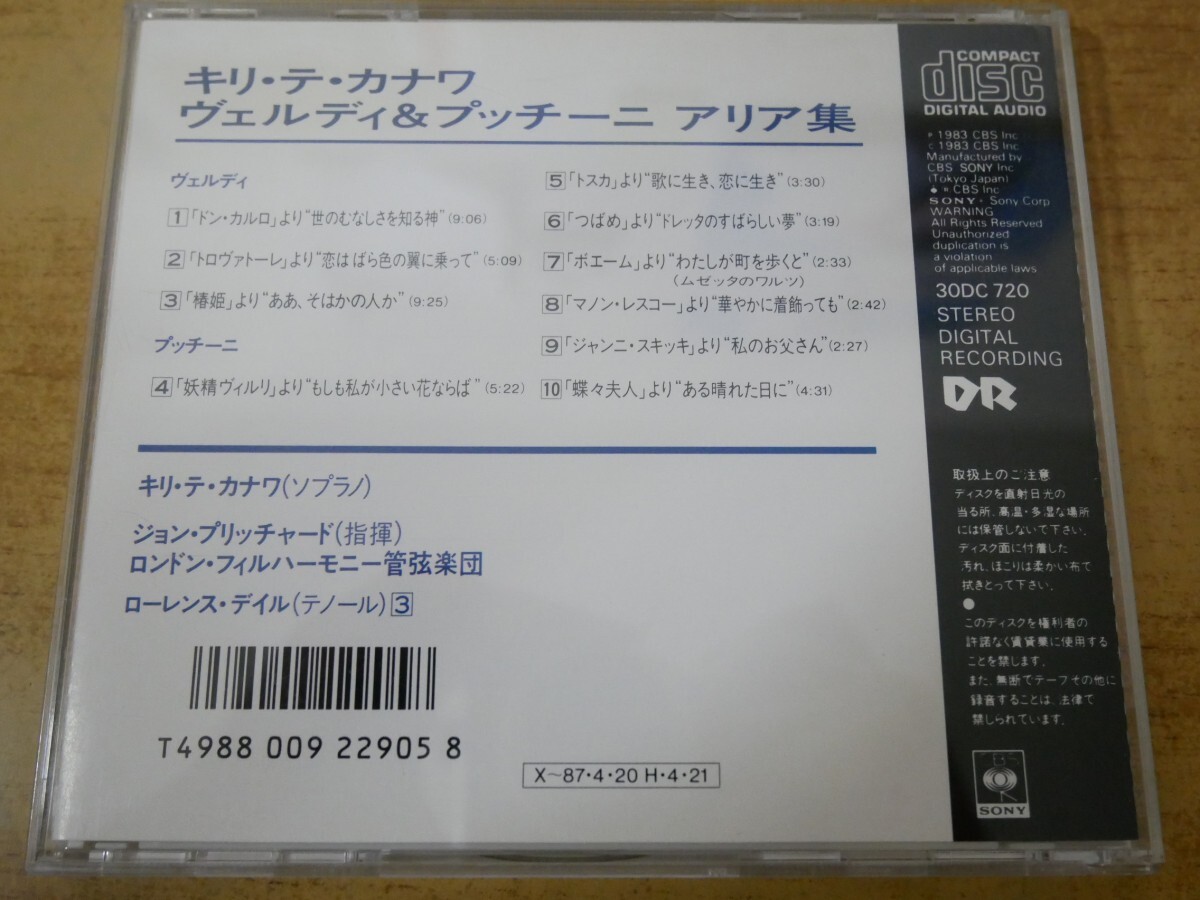 キリ・テ・カナワ
ヴェルディ&プッチーニ アリア集
ヴェルディ
1「ドン・カルロ」より“世のむなしさを知る神”(9:06)
2「トロヴァトーレ」より“恋はばら色の翼に乗って”(5:09)
3「椿姫」より“ああ、そはかの人か”(9:25)
プッチーニ
4「妖精ヴィルリ」より“もしも私が小さい花ならば”(5:22)
5「トスカ」より“歌に生き、恋に生き”(3:30)
6「つばめ」より“ドレッタのすばらしい夢”(3:19)
7「ボエーム」より“わたしが町を歩くと”(2:33)
(ムゼッタのワルツ)
8「マノン・レスコー」より“華やかに着飾っても”(2:42)
9「ジャンニ・スキッキ」より“私のお父さん”(2:27)
10「蝶々夫人」より“ある晴れた日に”(4:31)
キリ・テ・カナワ(ソプラノ)
ジョン・プリッチャード(指揮)
ロンドン・フィルハーモニー管弦楽団
ローレンス・デイル(テノール)3
T4988 009 22905 8
X〜87・4・20 H・4・21
COMPACT
disc
DIGITAL AUDIO
℗ 1983 CBS Inc
© 1983 CBS Inc
Manufactured by
CBS SONY Inc
(Tokyo Japan)
® CBS Inc
SONY・Sony Corp
WARNING
All Rights Reserved
Unauthorized
duplication is
a violation
of applicable laws
30DC 720
STEREO
DIGITAL
RECORDING
DR
取扱上のご注意
ディスクを直射日光の
当る所、高温・多湿な場所
には保管しないで下さい。
ディスク面に付着した
汚れ、ほこりは柔かい布で
拭きとって下さい。
●
このディスクを権利者の
許諾なく賃貸業に使用する
ことを禁じます。
また、無断でテープその他に
録音することは、法律で
禁じられています。
CBS
SONY